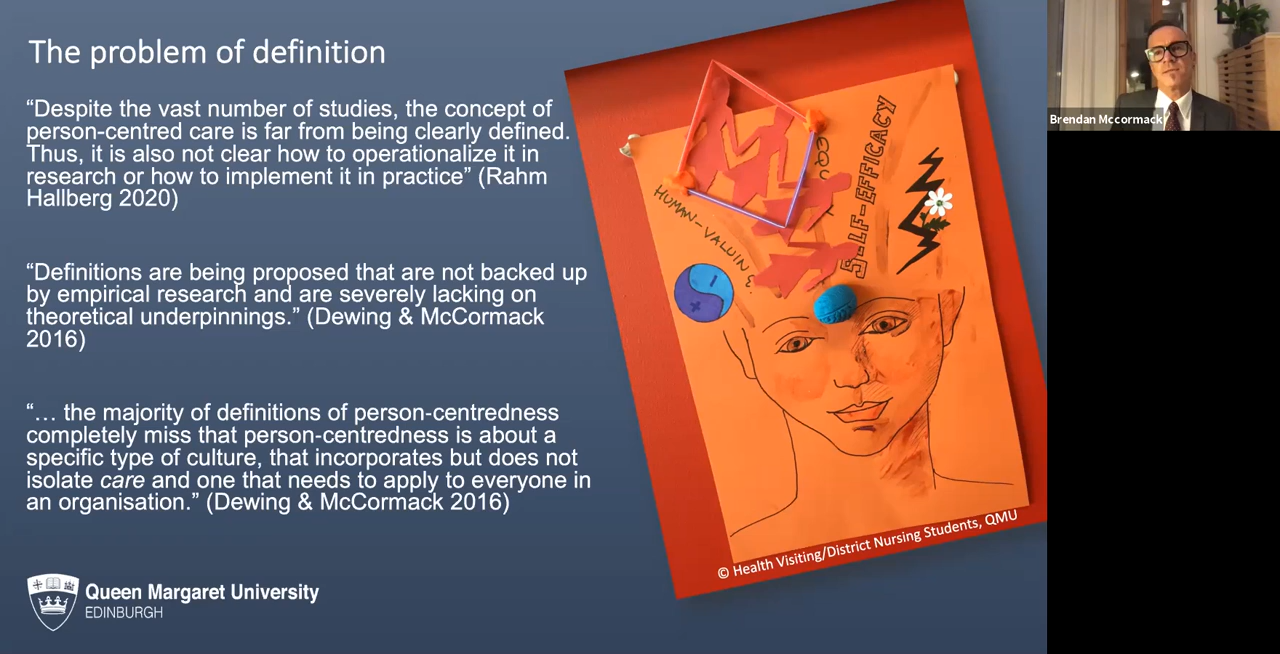 The problem of definition
“Despite the vast number of studies, the concept of
person-centred care is far from being clearly defined.
Thus, it is also not clear how to operationalize it in
research or how to implement it in practice” (Rahm
Hallberg 2020)
“Definitions are being proposed that are not backed up
by empirical research and are severely lacking on
theoretical underpinnings.” (Dewing & McCormack
2016)
“… the majority of definitions of person-centredness
completely miss that person-centredness is about a
specific type of culture, that incorporates but does not
isolate care and one that needs to apply to everyone in
an organisation.” (Dewing & McCormack 2016)
HUMAN-VALUING
EQU
SELF-EFFICACY
© Health Visiting/District Nursing Students, QMU
Queen Margaret University
EDINBURGH
Brendan Mccormack